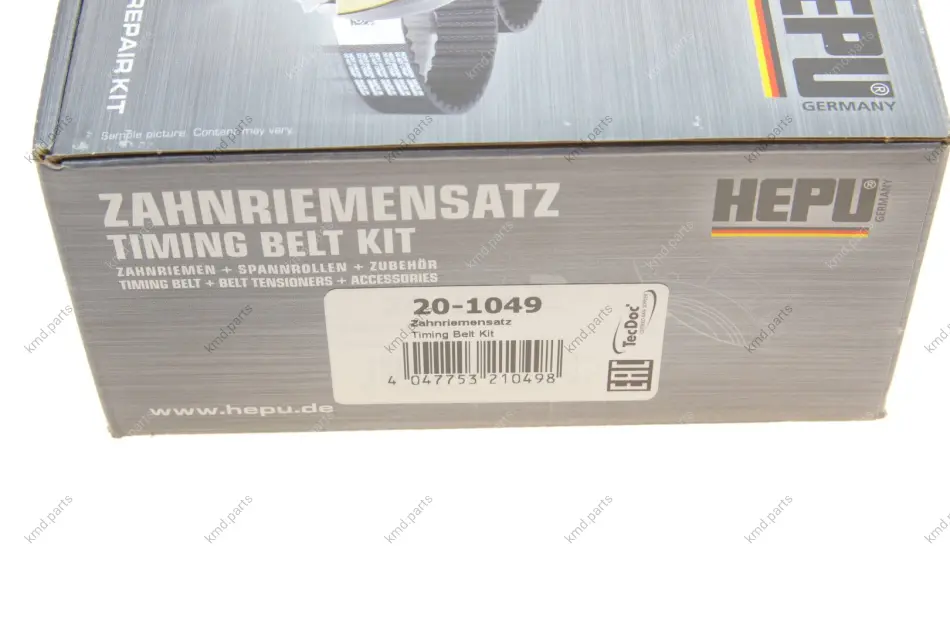 REPAIR KIT
Sample picture. Content may vary.
HEPU®
GERMANY
ZAHNRIEMENSATZ
TIMING BELT KIT
ZAHNRIEMEN + SPANNROLLEN + ZUBEHÖR
TIMING BELT + BELT TENSIONERS + ACCESSORIES
HEPU®
GERMANY
20-1049
Zahnriemensatz
Timing Belt Kit
4 047753 210498
TecDoc
EAC
www.hepu.de
kmd.parts